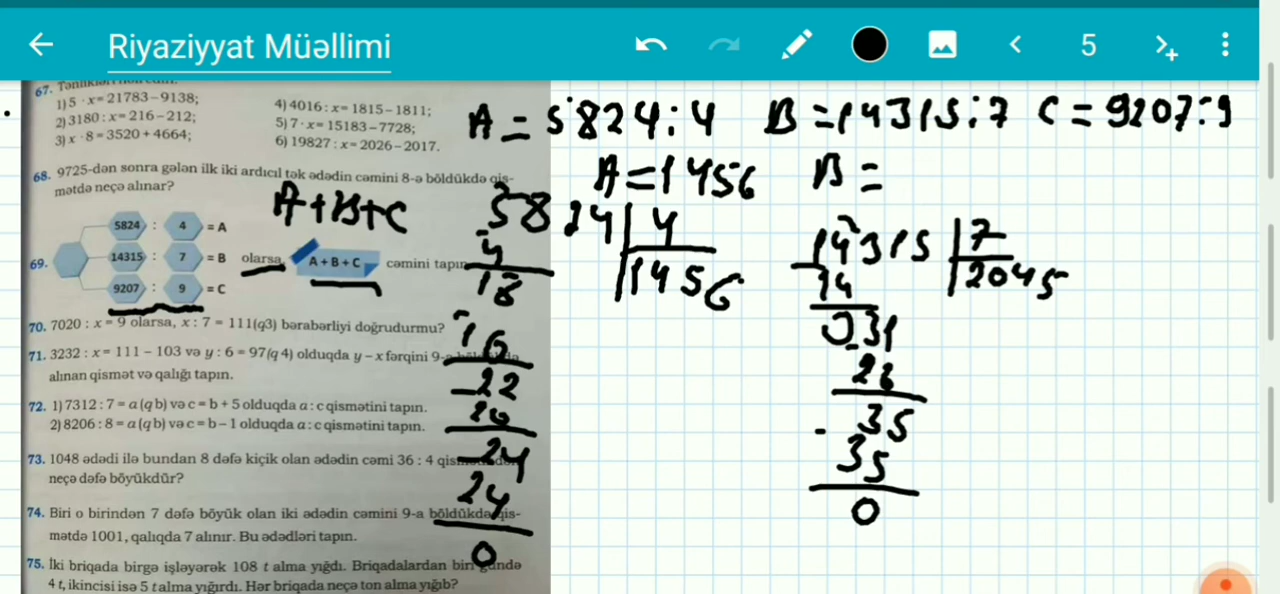 Riyaziyyat Müəllimi
5
67.
1) 5 · x = 21783 – 9138;
2) 3180 : x = 216 – 212;
3) x · 8 = 3520 + 4664;
4) 4016 : x = 1815 – 1811;
5) 7 · x = 15183 – 7728;
6) 19827 : x = 2026 – 2017.
68. 9725-dən sonra gələn ilk iki ardıcıl tək ədədin cəmini 8-ə böldükdə qis-
mətdə neçə alınar?
69.
5824 : 4 = A
14315 : 7 = B
9207 : 9 = C
olarsa, A + B + C cəmini tapın
70. 7020 : x = 9 olarsa, x : 7 = 111(q3) bərabərliyi doğrudurmu?
71. 3232 : x = 111 – 103 və y : 6 = 97(q 4) olduqda y – x fərqini 9-a
alınan qismət və qalığı tapın.
72. 1) 7312 : 7 = a (q b) və c = b + 5 olduqda a : c qismətini tapın.
2) 8206 : 8 = a (q b) və c = b – 1 olduqda a : c qismətini tapın.
73. 1048 ədədi ilə bundan 8 dəfə kiçik olan ədədin cəmi 36 : 4
neçə dəfə böyükdür?
74. Biri o birindən 7 dəfə böyük olan iki ədədin cəmini 9-a böldükdə qis-
mətdə 1001, qalıqda 7 alınır. Bu ədədləri tapın.
75. İki briqada birgə işləyərək 108 t alma yığdı. Briqadalardan biri gündə
4 t, ikincisi isə 5 t alma yığırdı. Hər briqada neçə ton alma yığıb?
A+B+C
A = 5824 : 4
B = 14315 : 7
C = 9207 : 9
A = 1456
B =
5824 | 4
4
1456
18
16
22
20
24
24
0
14315 | 7
14
2045
031
28
35
35
0